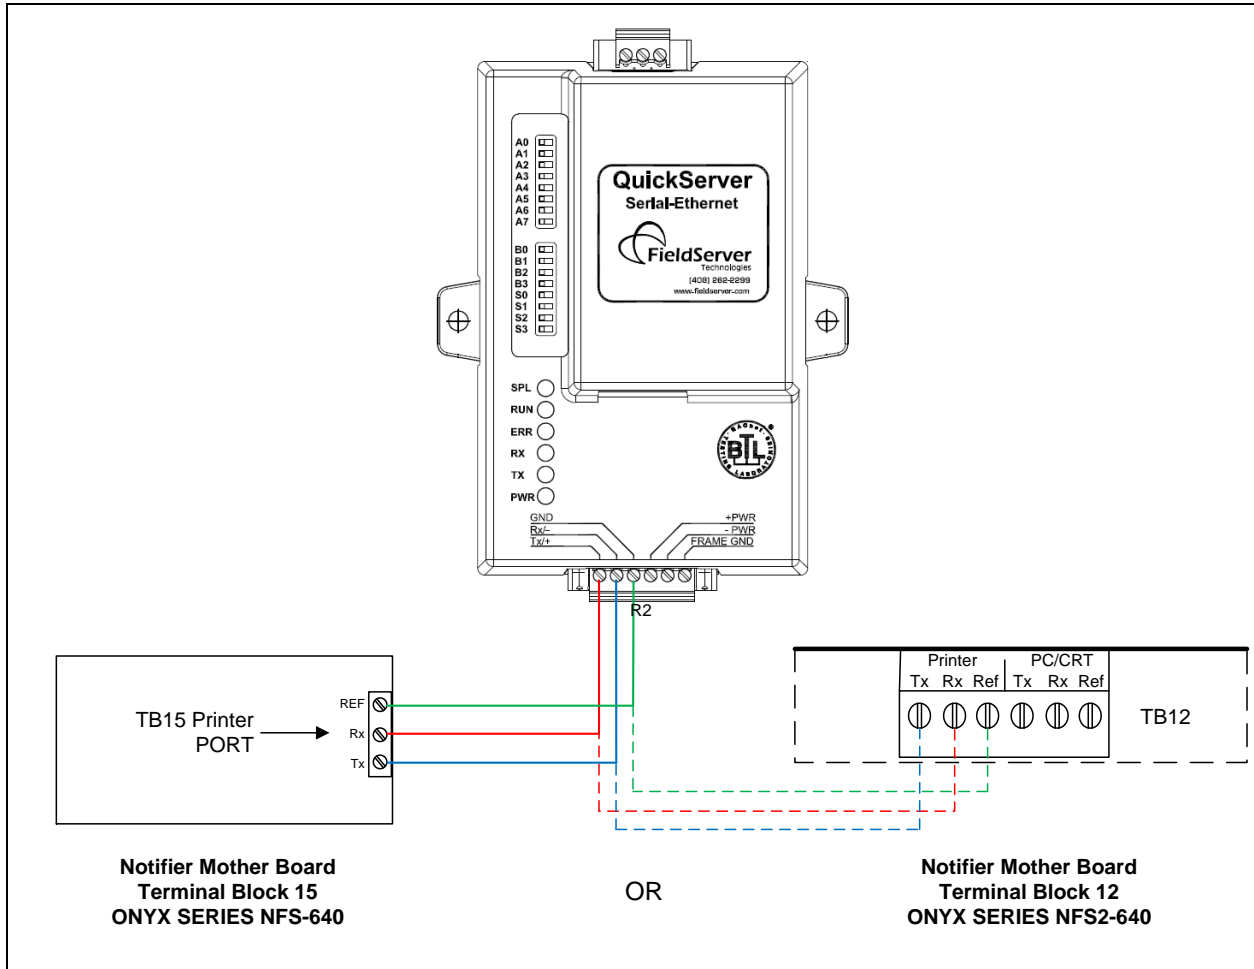 A0
A1
A2
A3
A4
A5
A6
A7
B0
B1
B2
B3
S0
S1
S2
S3
QuickServer
Serial-Ethernet
FieldServer
Technologies
(408) 262-2299
www.fieldserver.com
SPL
RUN
ERR
RX
TX
PWR
BACnet · TESTING LABORATORIES
BTL
®
GND
Rx/–
Tx/+
+PWR
- PWR
FRAME GND
R2
TB15 Printer
PORT
REF
Rx
Tx
Printer PC/CRT
Tx Rx Ref Tx Rx Ref
TB12
Notifier Mother Board
Terminal Block 15
ONYX SERIES NFS-640
OR
Notifier Mother Board
Terminal Block 12
ONYX SERIES NFS2-640